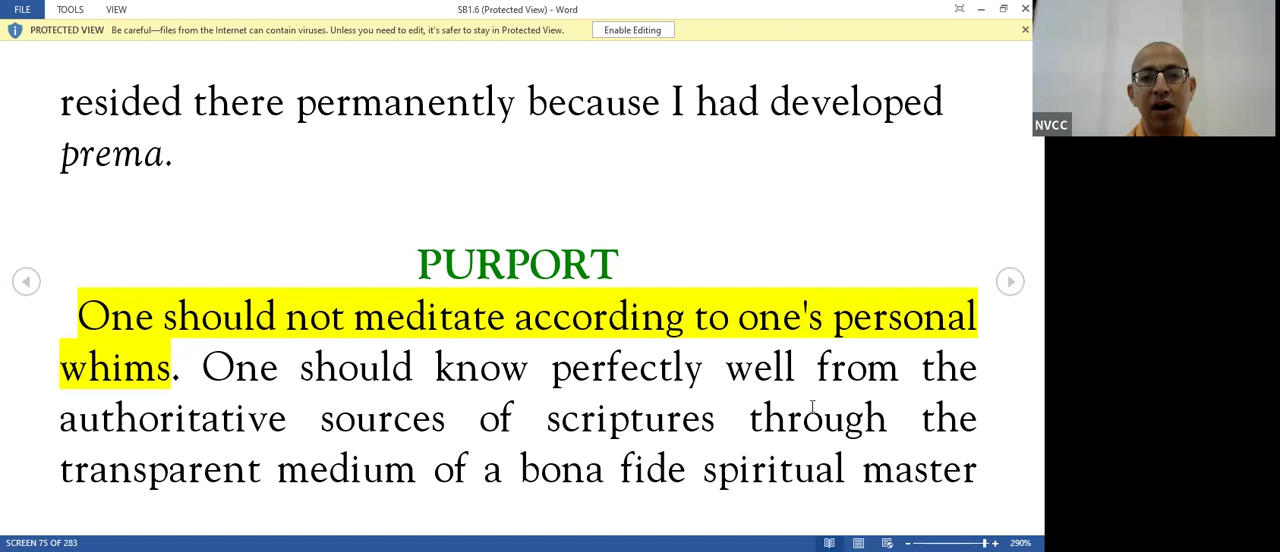 FILE TOOLS VIEW SB1.6 (Protected View) - Word
PROTECTED VIEW Be careful—files from the Internet can contain viruses. Unless you need to edit, it's safer to stay in Protected View. Enable Editing
NVCC
resided there permanently because I had developed
prema.
PURPORT
One should not meditate according to one's personal
whims. One should know perfectly well from the
authoritative sources of scriptures through the
transparent medium of a bona fide spiritual master
SCREEN 75 OF 283 290%